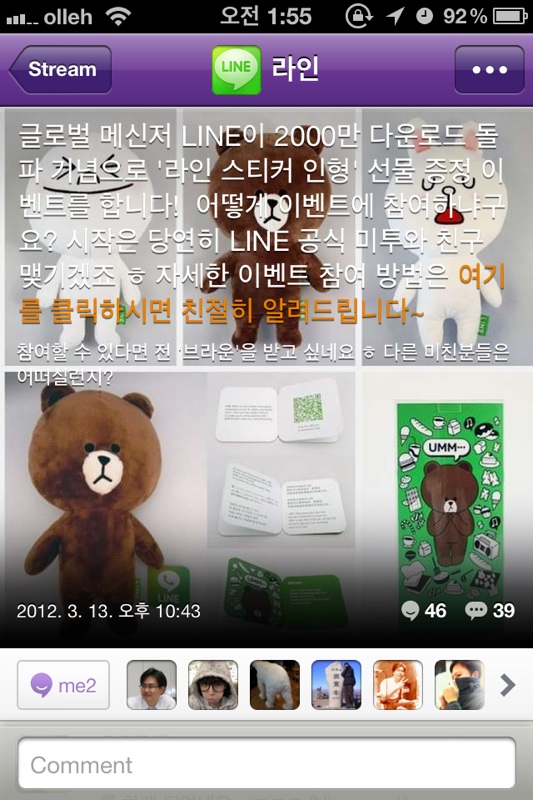 olleh 오전 1:55 92%
Stream LINE 라인
글로벌 메신저 LINE이 2000만 다운로드 돌
파 기념으로 '라인 스티커 인형' 선물 증정 이
벤트를 합니다! 어떻게 이벤트에 참여하냐구
요? 시작은 당연히 LINE 공식 미투와 친구
맺기겠죠 ㅎ 자세한 이벤트 참여 방법은 여기
를 클릭하시면 친절히 알려드립니다~
참여할 수 있다면 전 '브라운'을 받고 싶네요 ㅎ 다른 미친분들은
어떠실런지?
UMM...
LINE
2012. 3. 13. 오후 10:43 46 39
me2
Comment